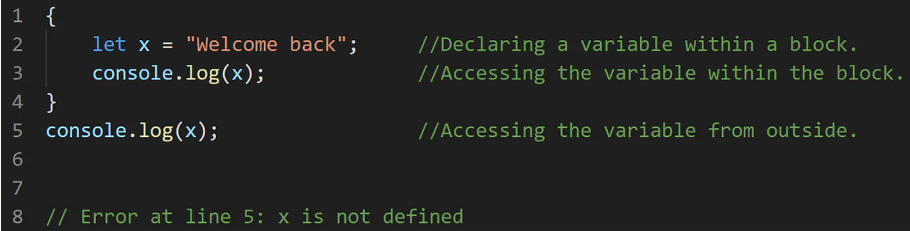 1 {
2     let x = "Welcome back";     //Declaring a variable within a block.
3     console.log(x);             //Accessing the variable within the block.
4 }
5 console.log(x);                 //Accessing the variable from outside.
6
7
8 // Error at line 5: x is not defined